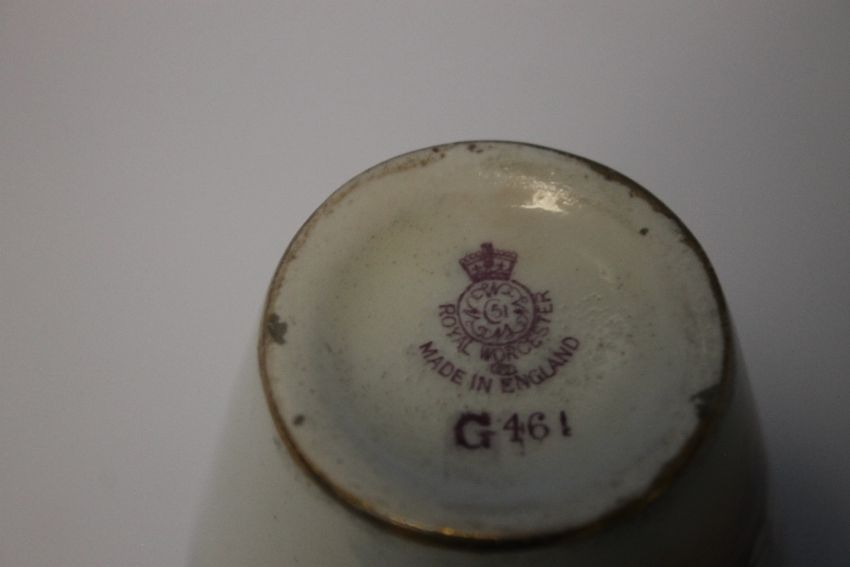 51
ROYAL WORCESTER
MADE IN ENGLAND
G461